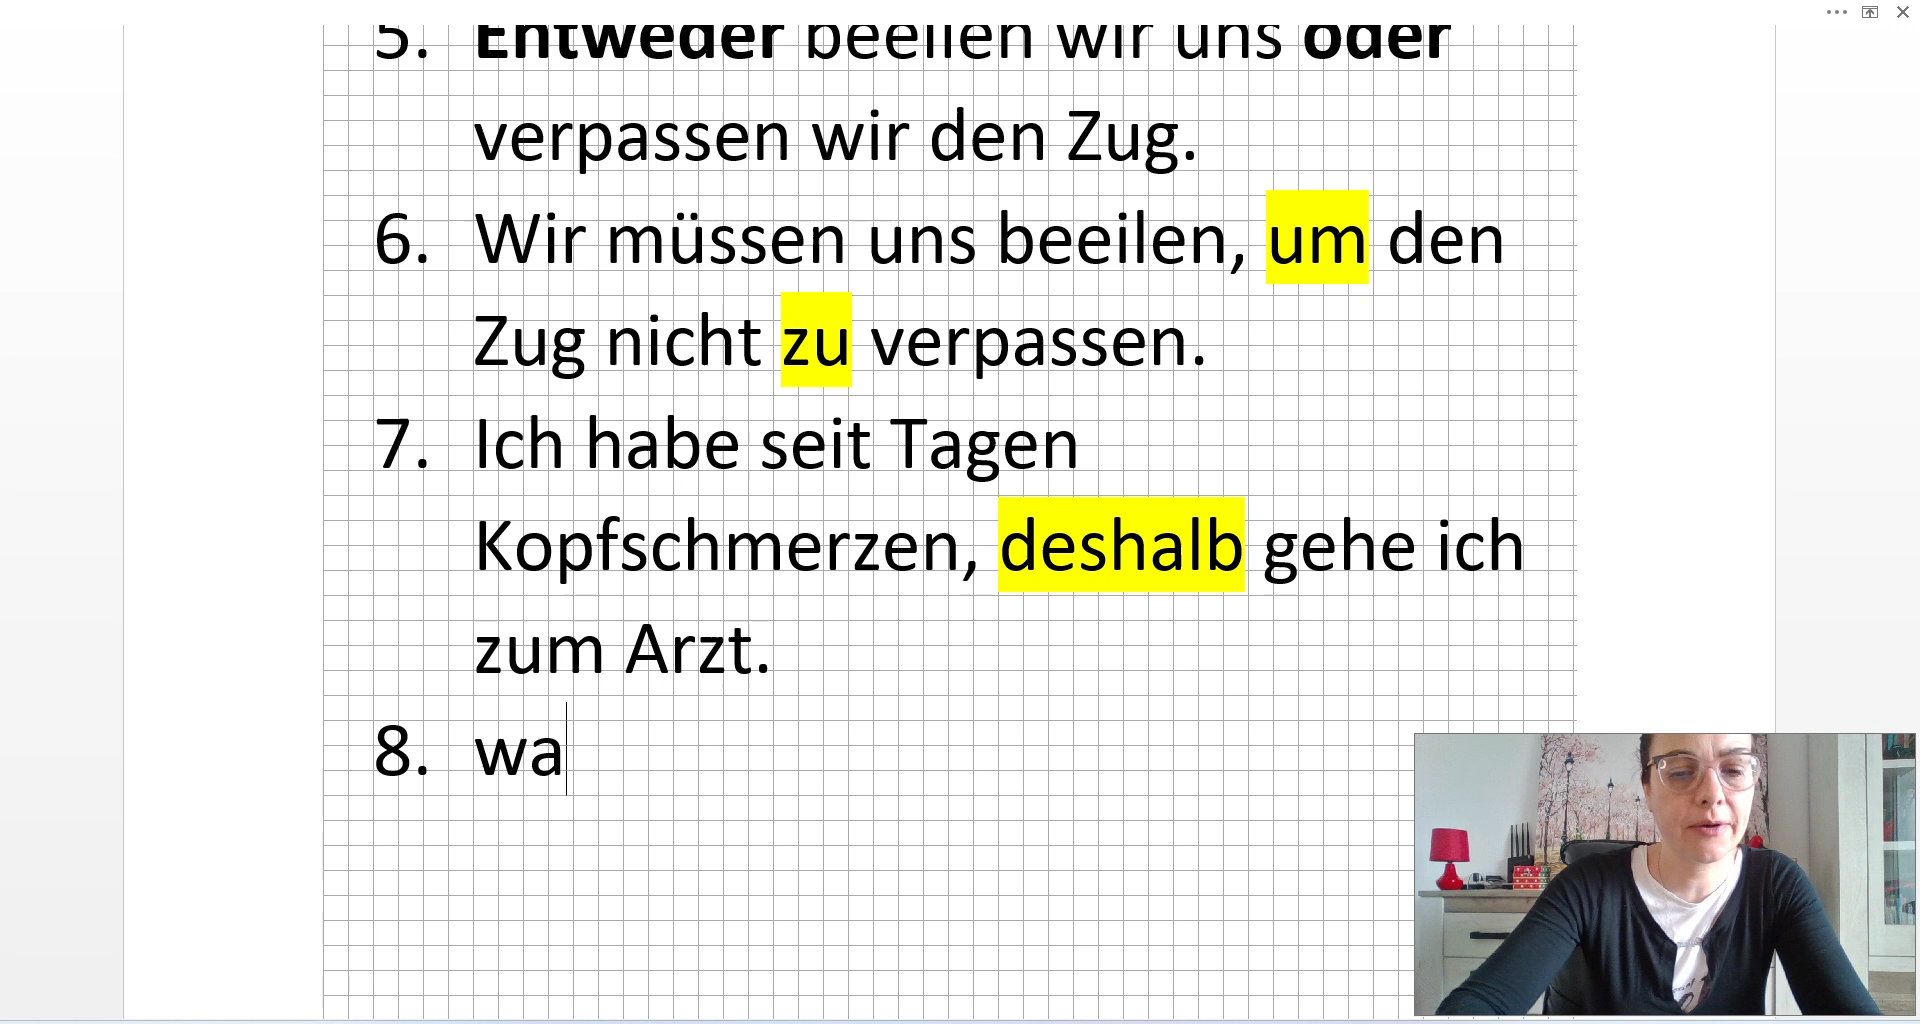 5. Entweder beeilen wir uns oder
verpassen wir den Zug.
6. Wir müssen uns beeilen, um den
Zug nicht zu verpassen.
7. Ich habe seit Tagen
Kopfschmerzen, deshalb gehe ich
zum Arzt.
8. wa